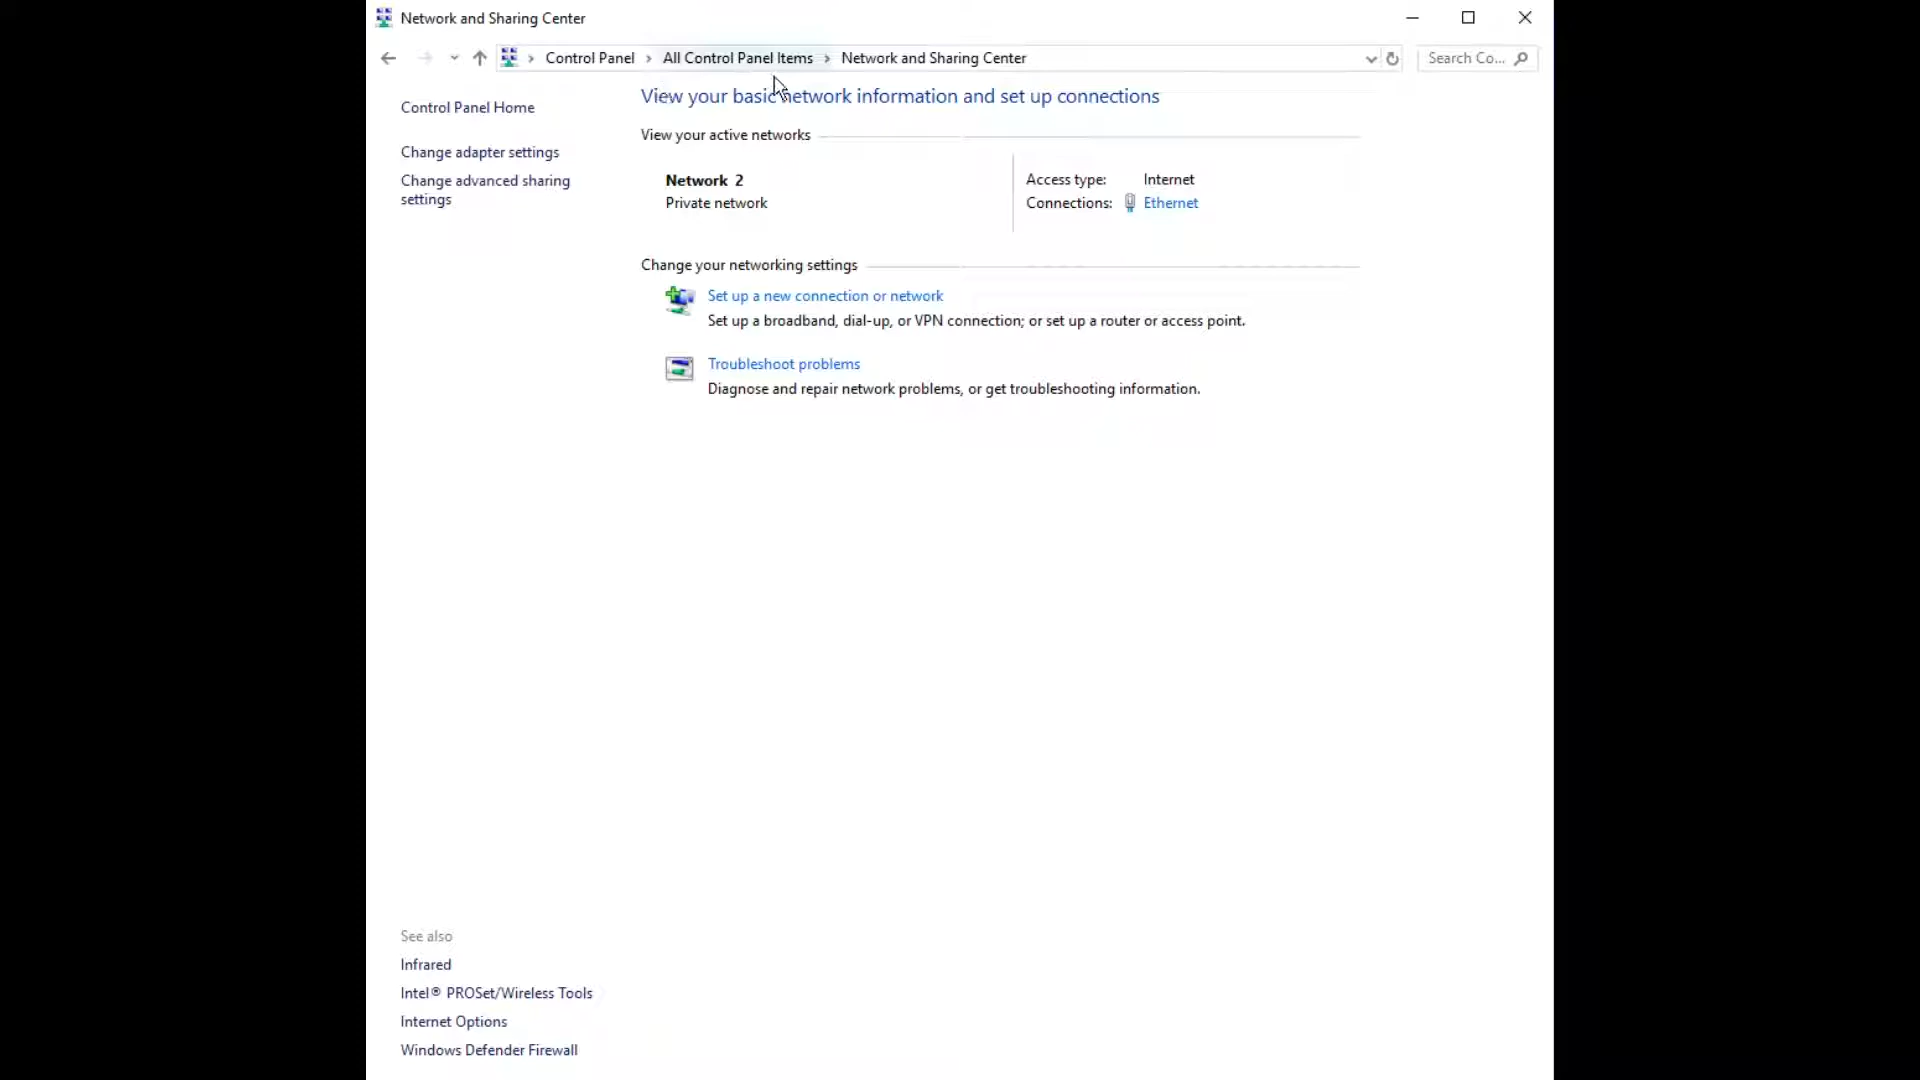 Network and Sharing Center
Control Panel > All Control Panel Items > Network and Sharing Center
Search Co...
Control Panel Home
Change adapter settings
Change advanced sharing
settings
View your basic network information and set up connections
View your active networks
Network 2
Private network
Access type: Internet
Connections: Ethernet
Change your networking settings
Set up a new connection or network
Set up a broadband, dial-up, or VPN connection; or set up a router or access point.
Troubleshoot problems
Diagnose and repair network problems, or get troubleshooting information.
See also
Infrared
Intel® PROSet/Wireless Tools
Internet Options
Windows Defender Firewall